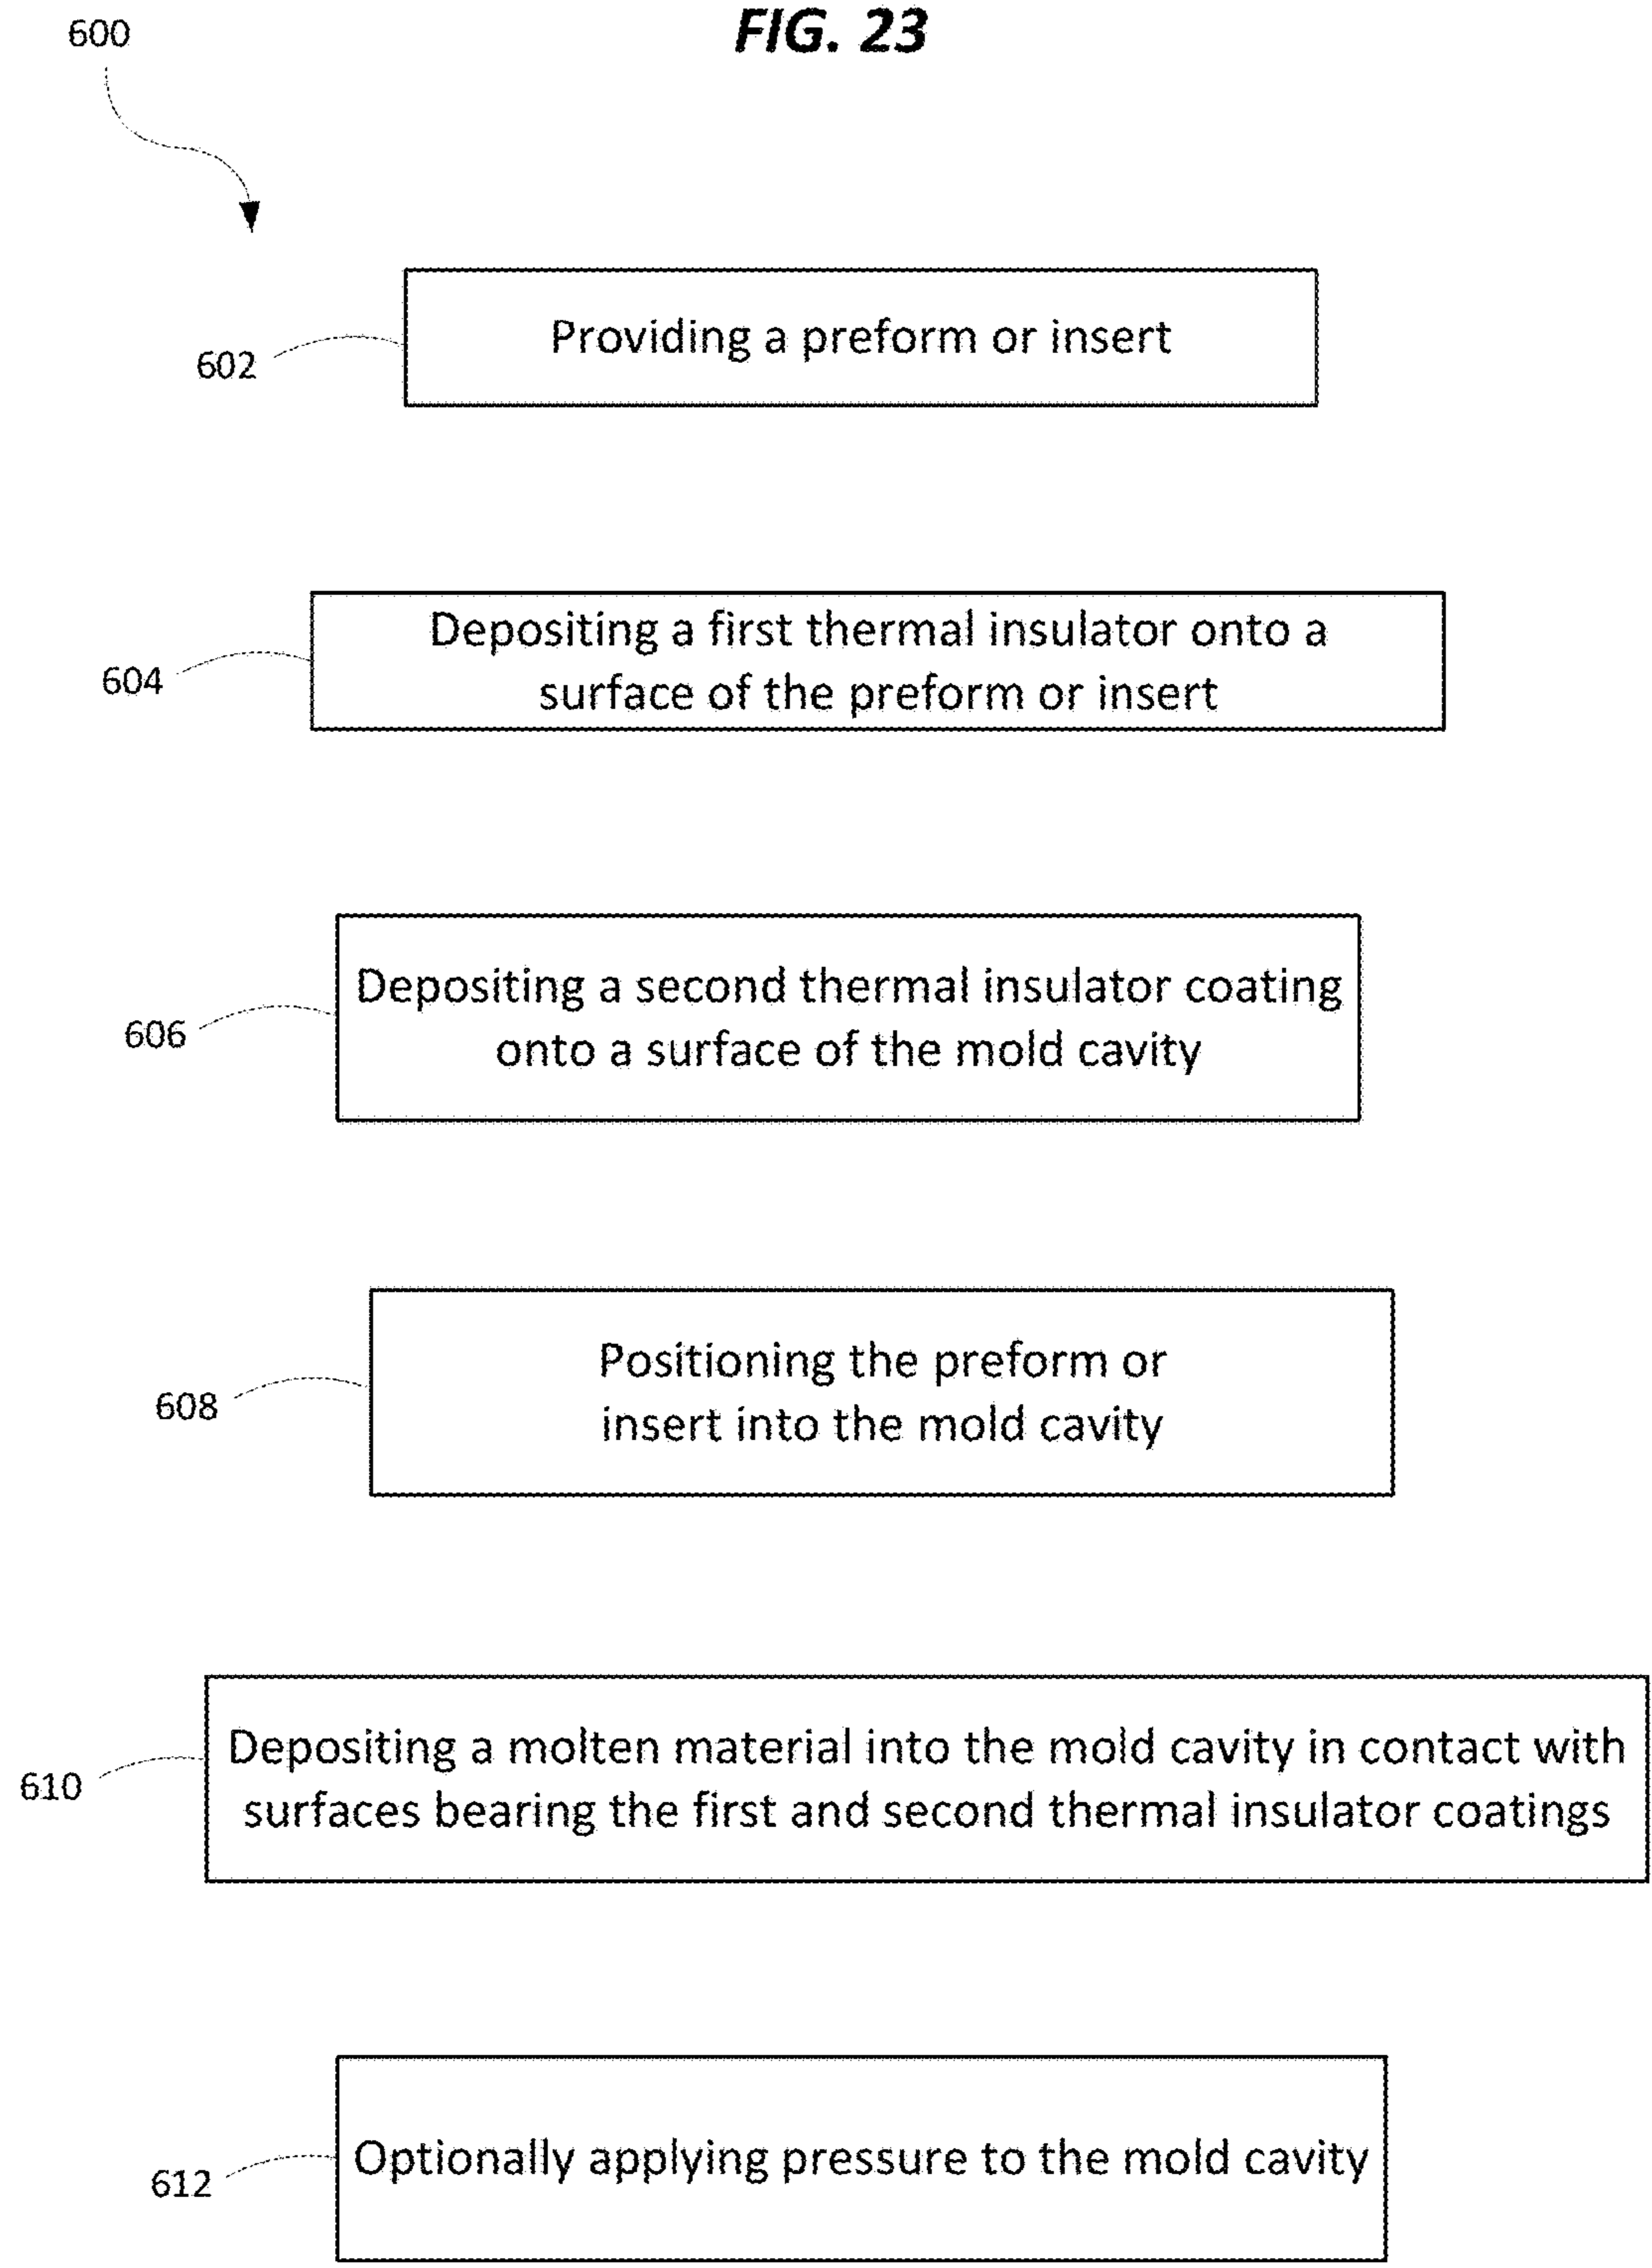 FIG. 23
600
Providing a preform or insert
602
Depositing a first thermal insulator onto a
surface of the preform or insert
604
Depositing a second thermal insulator coating
onto a surface of the mold cavity
606
Positioning the preform or
insert into the mold cavity
608
Depositing a molten material into the mold cavity in contact with
surfaces bearing the first and second thermal insulator coatings
610
Optionally applying pressure to the mold cavity
612